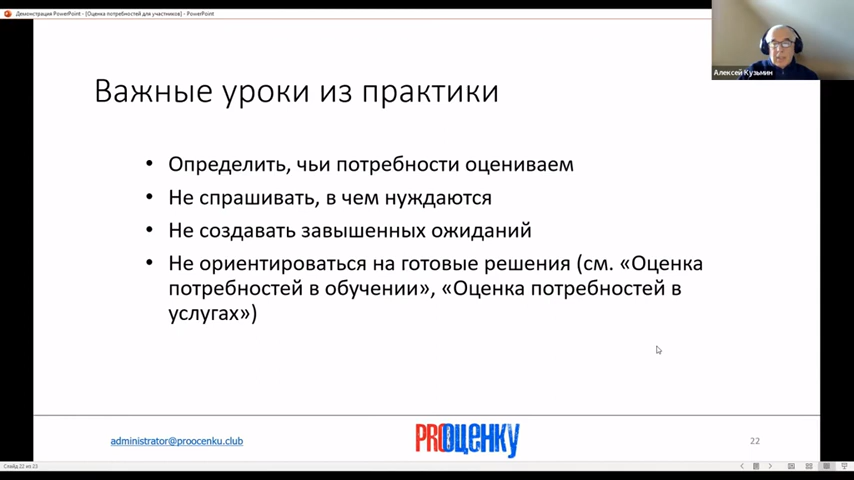 Демонстрация PowerPoint - [Оценка потребностей для участников] - PowerPoint
Алексей Кузьмин
Важные уроки из практики
• Определить, чьи потребности оцениваем
• Не спрашивать, в чем нуждаются
• Не создавать завышенных ожиданий
• Не ориентироваться на готовые решения (см. «Оценка
потребностей в обучении», «Оценка потребностей в
услугах»)
administrator@proocenku.club
PROОЦЕНКУ
22
Слайд 22 из 23